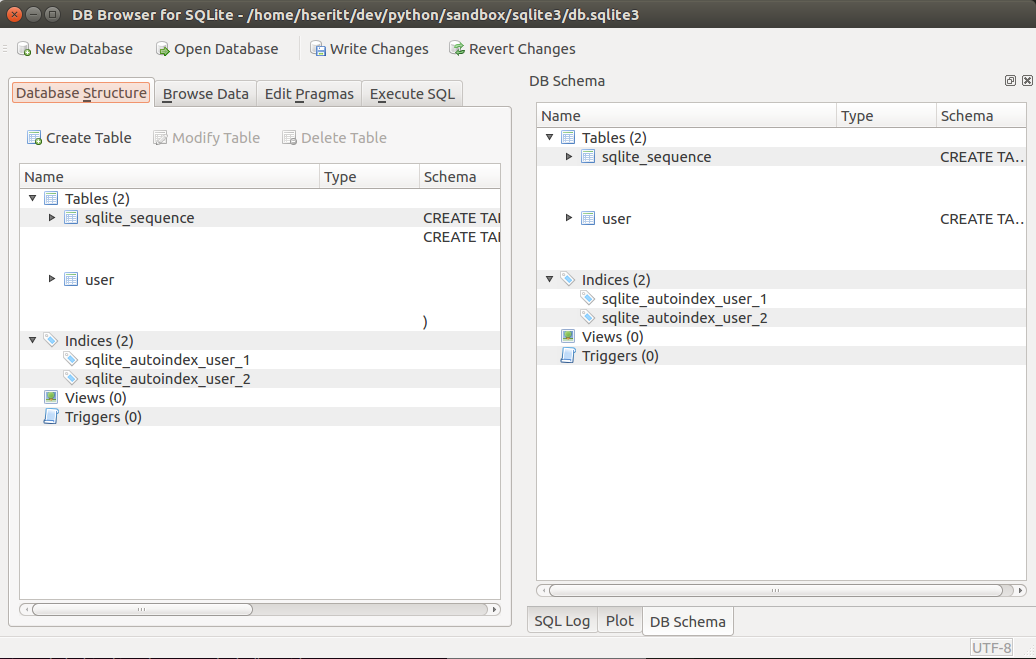 DB Browser for SQLite - /home/hseritt/dev/python/sandbox/sqlite3/db.sqlite3
New Database Open Database Write Changes Revert Changes
Database Structure Browse Data Edit Pragmas Execute SQL
Create Table Modify Table Delete Table
Name Type Schema
Tables (2)
sqlite_sequence CREATE TAB
CREATE TAB
user
)
Indices (2)
sqlite_autoindex_user_1
sqlite_autoindex_user_2
Views (0)
Triggers (0)
DB Schema
Name Type Schema
Tables (2)
sqlite_sequence CREATE TA...
user CREATE TA...
Indices (2)
sqlite_autoindex_user_1
sqlite_autoindex_user_2
Views (0)
Triggers (0)
SQL Log Plot DB Schema
UTF-8